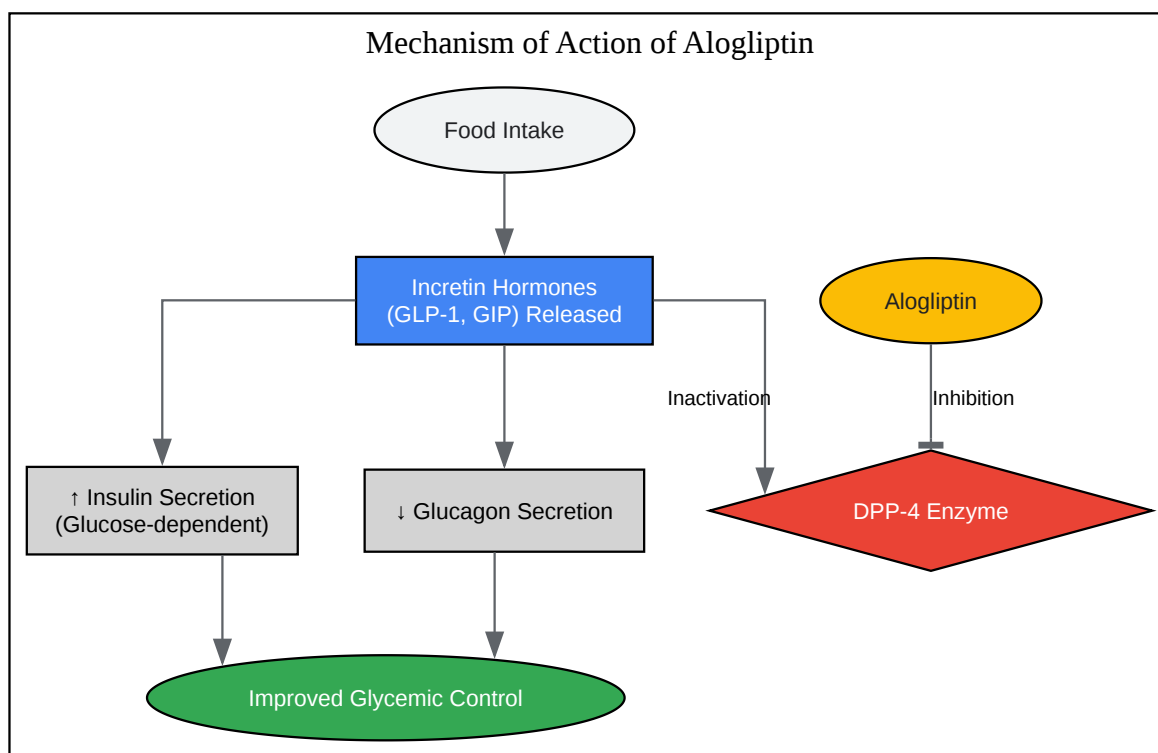 Mechanism of Action of Alogliptin
Food Intake
Incretin Hormones
(GLP-1, GIP) Released
Alogliptin
Inactivation
Inhibition
↑ Insulin Secretion
(Glucose-dependent)
↓ Glucagon Secretion
DPP-4 Enzyme
Improved Glycemic Control